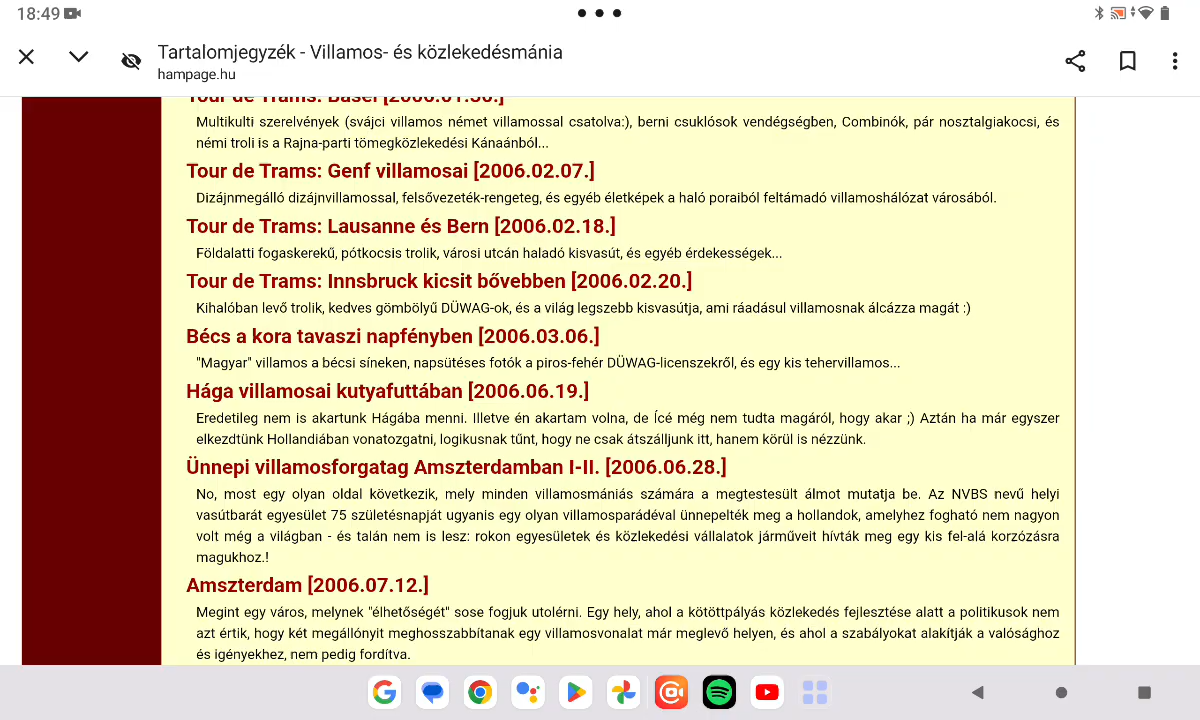 18:49
Tartalomjegyzék - Villamos- és közlekedésmánia
hampage.hu
Tour de Trams: Basel [2006.01.30.]
Multikulti szerelvények (svájci villamos német villamossal csatolva:), berni csuklósok vendégségben, Combinók, pár nosztalgiakocsi, és
némi troli is a Rajna-parti tömegközlekedési Kánaánból...
Tour de Trams: Genf villamosai [2006.02.07.]
Dizájnmegálló dizájnvillamossal, felsővezeték-rengeteg, és egyéb életképek a haló poraiból feltámadó villamoshálózat városából.
Tour de Trams: Lausanne és Bern [2006.02.18.]
Földalatti fogaskerekű, pótkocsis trolik, városi utcán haladó kisvasút, és egyéb érdekességek...
Tour de Trams: Innsbruck kicsit bővebben [2006.02.20.]
Kihalóban levő trolik, kedves gömbölyű DÜWAG-ok, és a világ legszebb kisvasútja, ami ráadásul villamosnak álcázza magát :)
Bécs a kora tavaszi napfényben [2006.03.06.]
"Magyar" villamos a bécsi síneken, napsütéses fotók a piros-fehér DÜWAG-licenszekről, és egy kis tehervillamos...
Hága villamosai kutyafuttában [2006.06.19.]
Eredetileg nem is akartunk Hágába menni. Illetve én akartam volna, de Ícé még nem tudta magáról, hogy akar ;) Aztán ha már egyszer
elkezdtünk Hollandiában vonatozgatni, logikusnak tűnt, hogy ne csak átszálljunk itt, hanem körül is nézzünk.
Ünnepi villamosforgatag Amszterdamban I-II. [2006.06.28.]
No, most egy olyan oldal következik, mely minden villamosmániás számára a megtestesült álmot mutatja be. Az NVBS nevű helyi
vasútbarát egyesület 75 születésnapját ugyanis egy olyan villamosparádéval ünnepelték meg a hollandok, amelyhez fogható nem nagyon
volt még a világban - és talán nem is lesz: rokon egyesületek és közlekedési vállalatok járműveit hívták meg egy kis fel-alá korzózásra
magukhoz.!
Amszterdam [2006.07.12.]
Megint egy város, melynek "élhetőségét" sose fogjuk utolérni. Egy hely, ahol a kötöttpályás közlekedés fejlesztése alatt a politikusok nem
azt értik, hogy két megállónyit meghosszabbítanak egy villamosvonalat már meglevő helyen, és ahol a szabályokat alakítják a valósághoz
és igényekhez, nem pedig fordítva.